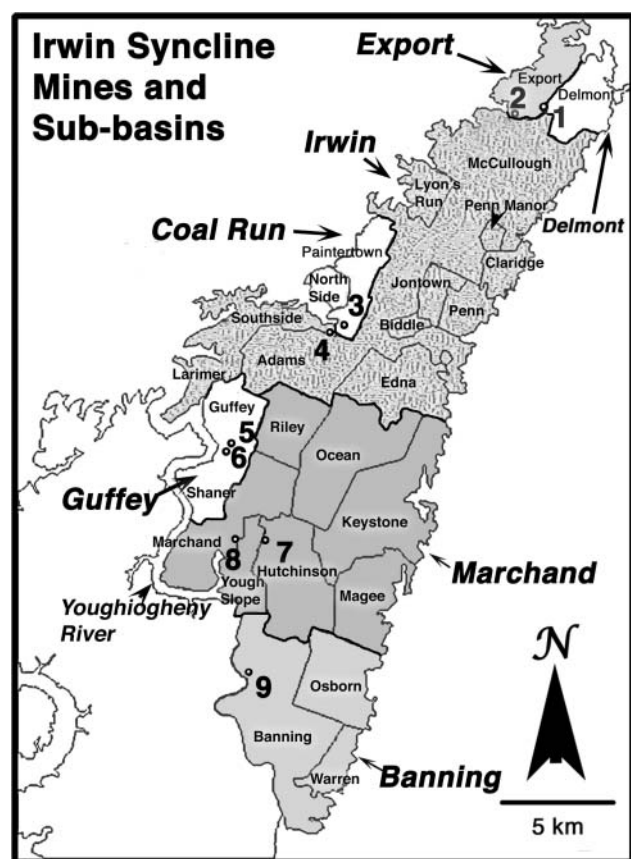 Irwin Syncline
Mines and
Sub-basins
Export
Export
Delmont
2
1
McCullough
Irwin
Lyon's
Run
Penn Manor
Delmont
Coal Run
Paintertown
Claridge
North
Side
Jontown
Penn
3
Southside
Biddle
4
Adams
Edna
Larimer
Guffey
Riley
5
6
Ocean
Guffey
Shaner
Keystone
Marchand
8
7
Hutchinson
Marchand
Yough
Slope
Magee
Youghiogheny
River
N
9
Osborn
Banning
Warren
Banning
5 km